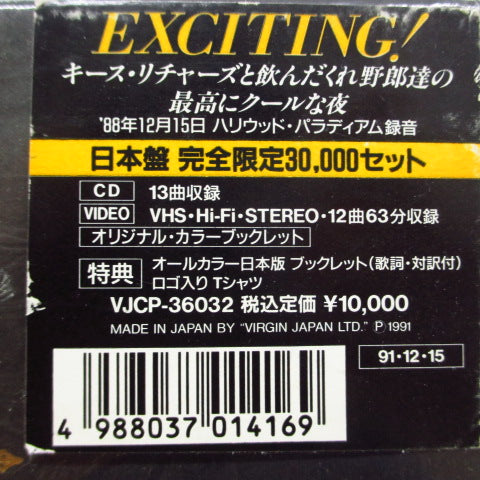 EXCITING!
キース・リチャーズと飲んだくれ野郎達の
最高にクールな夜
'88年12月15日 ハリウッド・パラディアム録音
日本盤 完全限定30,000セット
CD 13曲収録
VIDEO VHS・Hi-Fi・STEREO・12曲63分収録
オリジナル・カラーブックレット
特典 オールカラー日本版 ブックレット(歌詞・対訳付)
ロゴ入りTシャツ
VJCP-36032 税込定価 ¥10,000
MADE IN JAPAN BY "VIRGIN JAPAN LTD." Ⓟ 1991
91・12・15
4 988037 014169